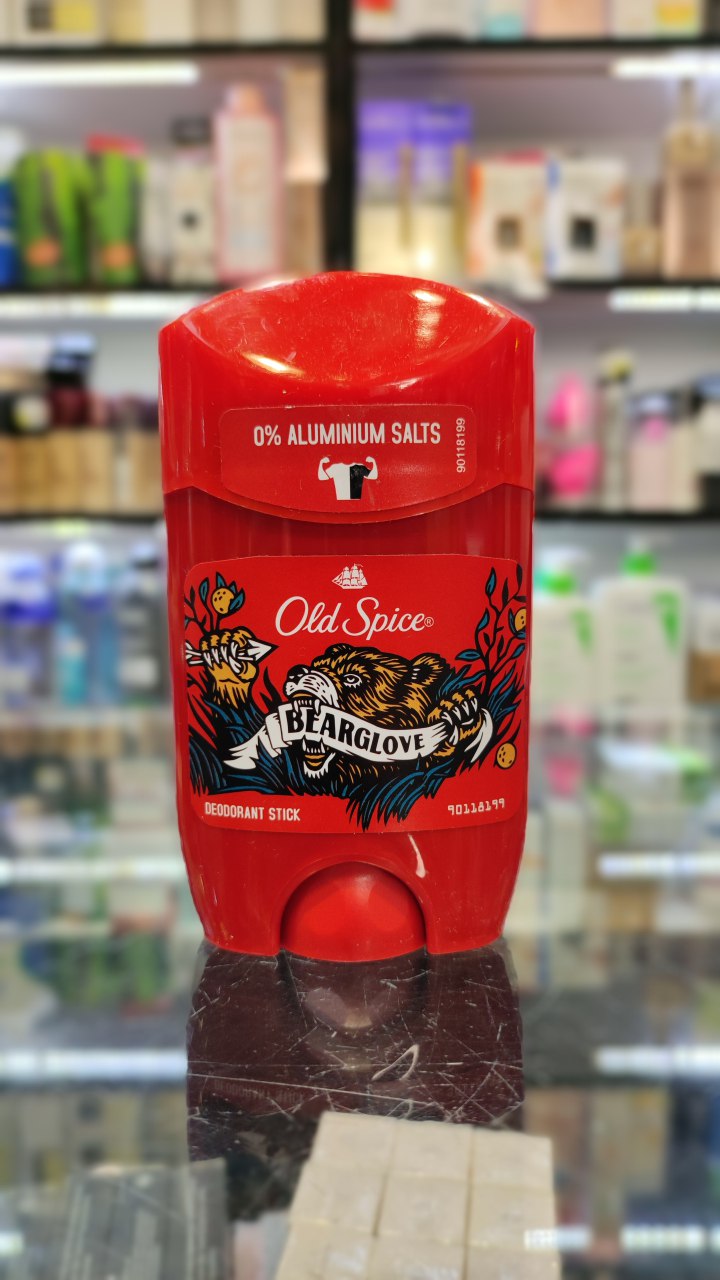 0% ALUMINIUM SALTS
90118199
Old Spice®
BEARGLOVE
DEODORANT STICK
90118199